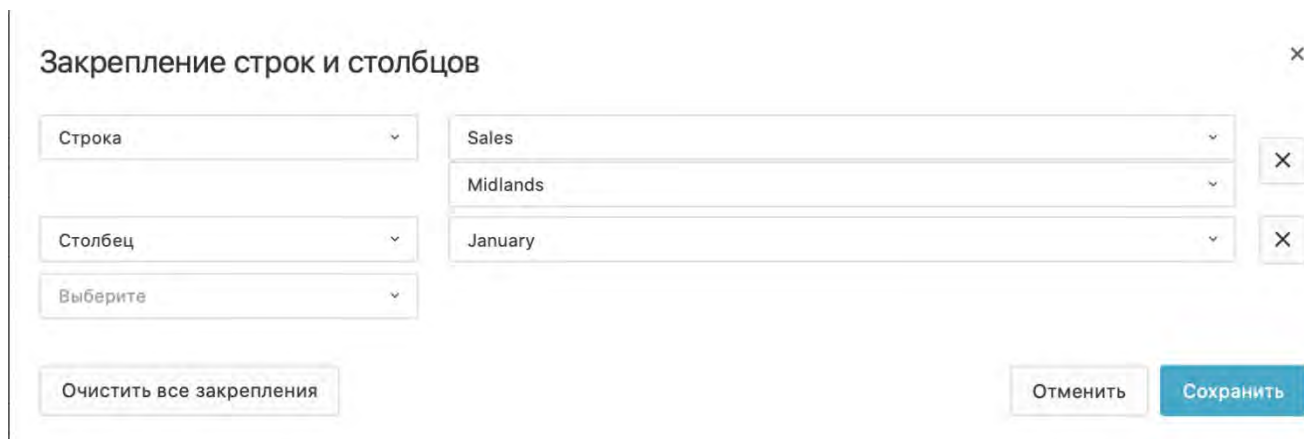 Закрепление строк и столбцов
Строка
Sales
Midlands
Столбец
January
Выберите
Очистить все закрепления
Отменить
Сохранить